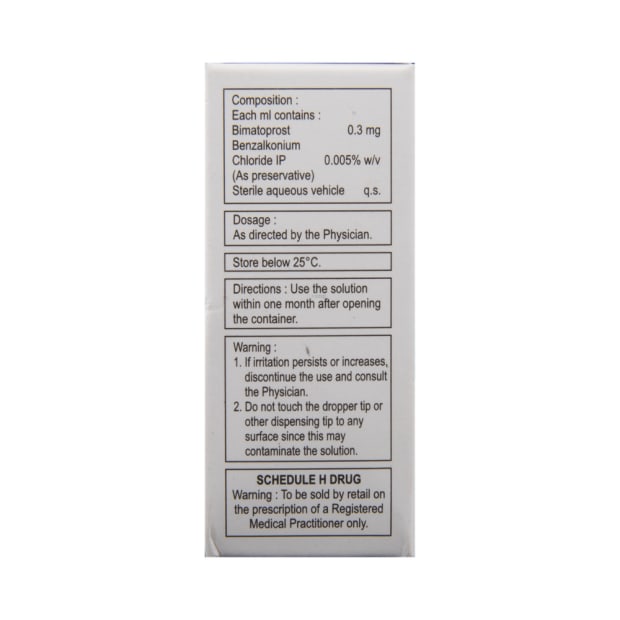 Composition :
Each ml contains :
Bimatoprost 0.3 mg
Benzalkonium
Chloride IP 0.005% w/v
(As preservative)
Sterile aqueous vehicle q.s.
Dosage :
As directed by the Physician.
Store below 25°C.
Directions : Use the solution
within one month after opening
the container.
Warning :
1. If irritation persists or increases,
discontinue the use and consult
the Physician.
2. Do not touch the dropper tip or
other dispensing tip to any
surface since this may
contaminate the solution.
SCHEDULE H DRUG
Warning : To be sold by retail on
the prescription of a Registered
Medical Practitioner only.